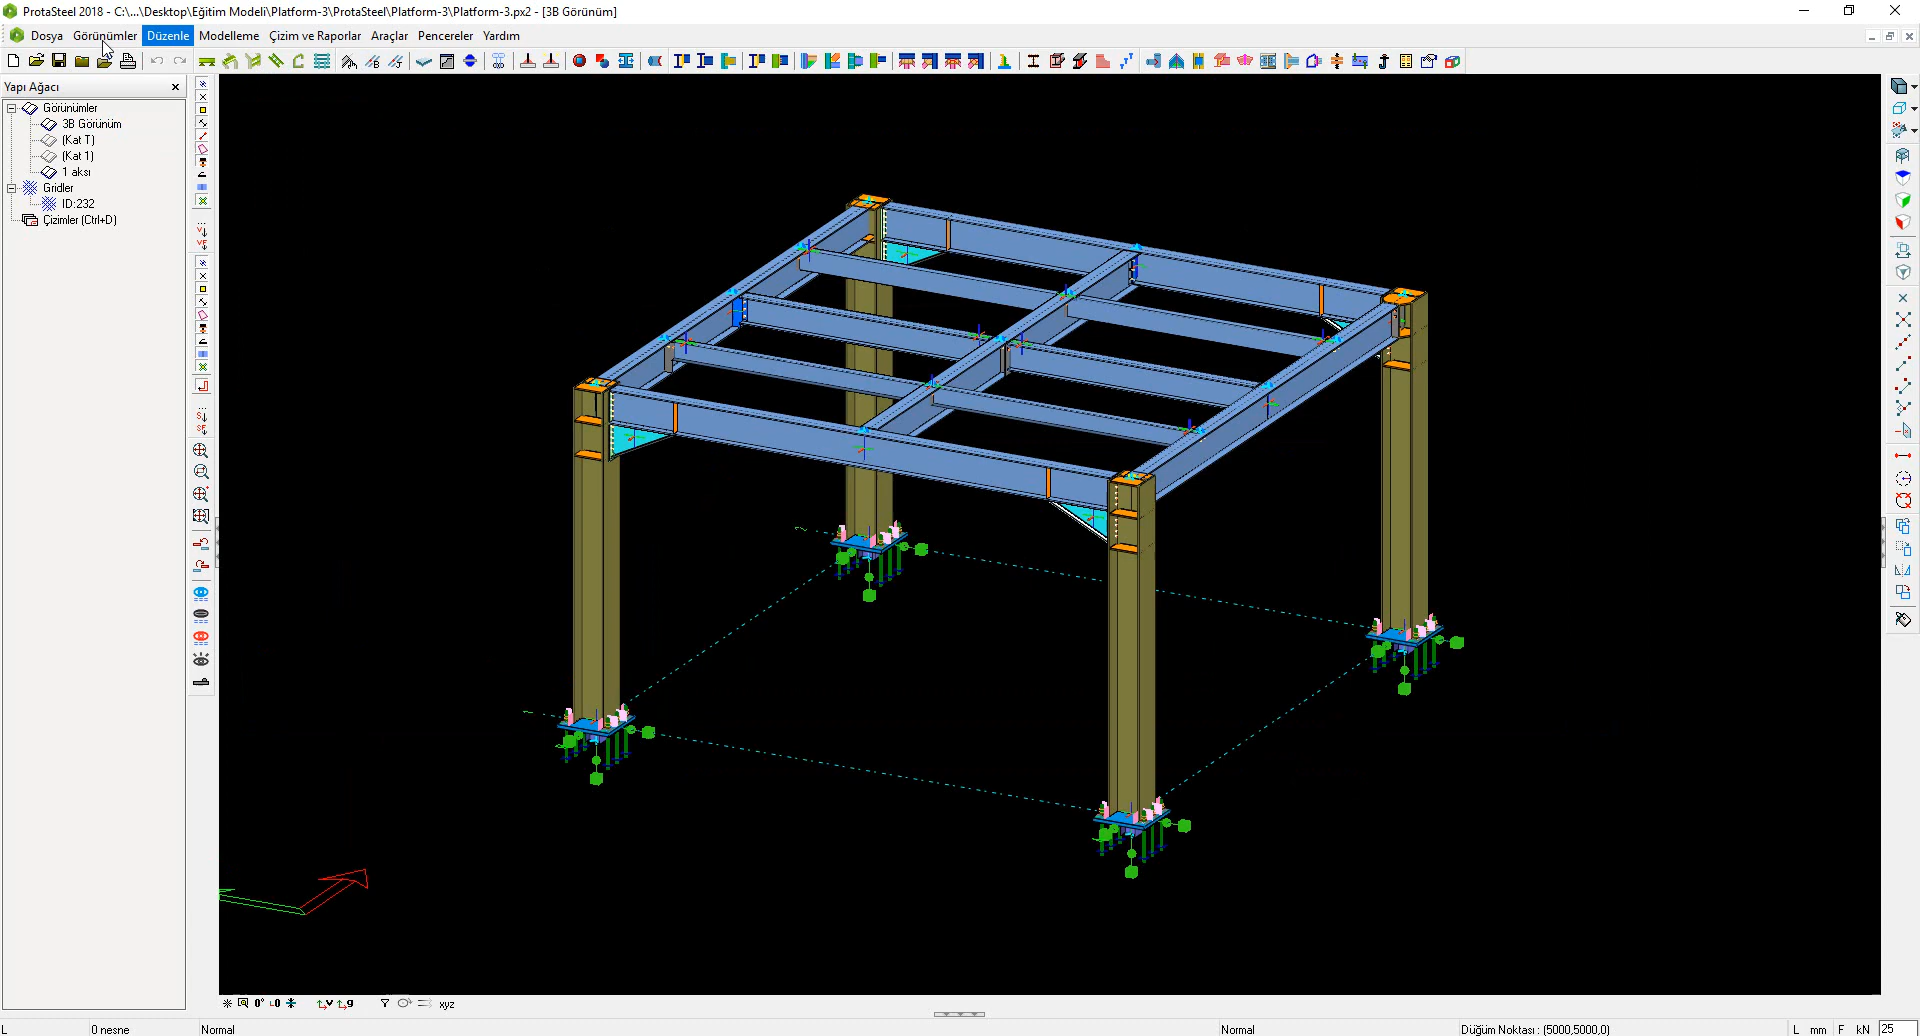 ProtaSteel 2018 - C:\...\Desktop\Eğitim Modeli\Platform-3\ProtaSteel\Platform-3\Platform-3.px2 - [3B Görünüm]
Dosya Görünümler Düzenle Modelleme Çizim ve Raporlar Araçlar Pencereler Yardım
Yapı Ağacı
Görünümler
3B Görünüm
(Kat T)
(Kat 1)
1 aksı
Gridler
ID:232
Çizimler (Ctrl+D)
xyz
L 0 nesne Normal Normal Düğüm Noktası : (5000,5000,0) L mm F kN 25